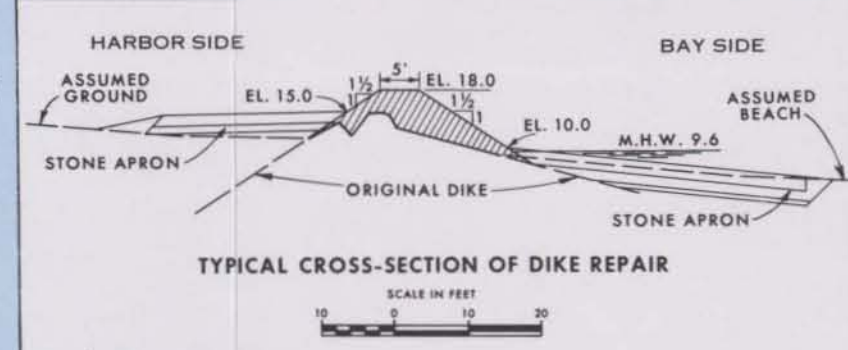 HARBOR SIDE
BAY SIDE
ASSUMED
GROUND
EL. 15.0
1½
1
5'
EL. 18.0
1½
1
EL. 10.0
M.H.W. 9.6
ASSUMED
BEACH
STONE APRON
ORIGINAL DIKE
STONE APRON
TYPICAL CROSS-SECTION OF DIKE REPAIR
SCALE IN FEET
10 0 10 20